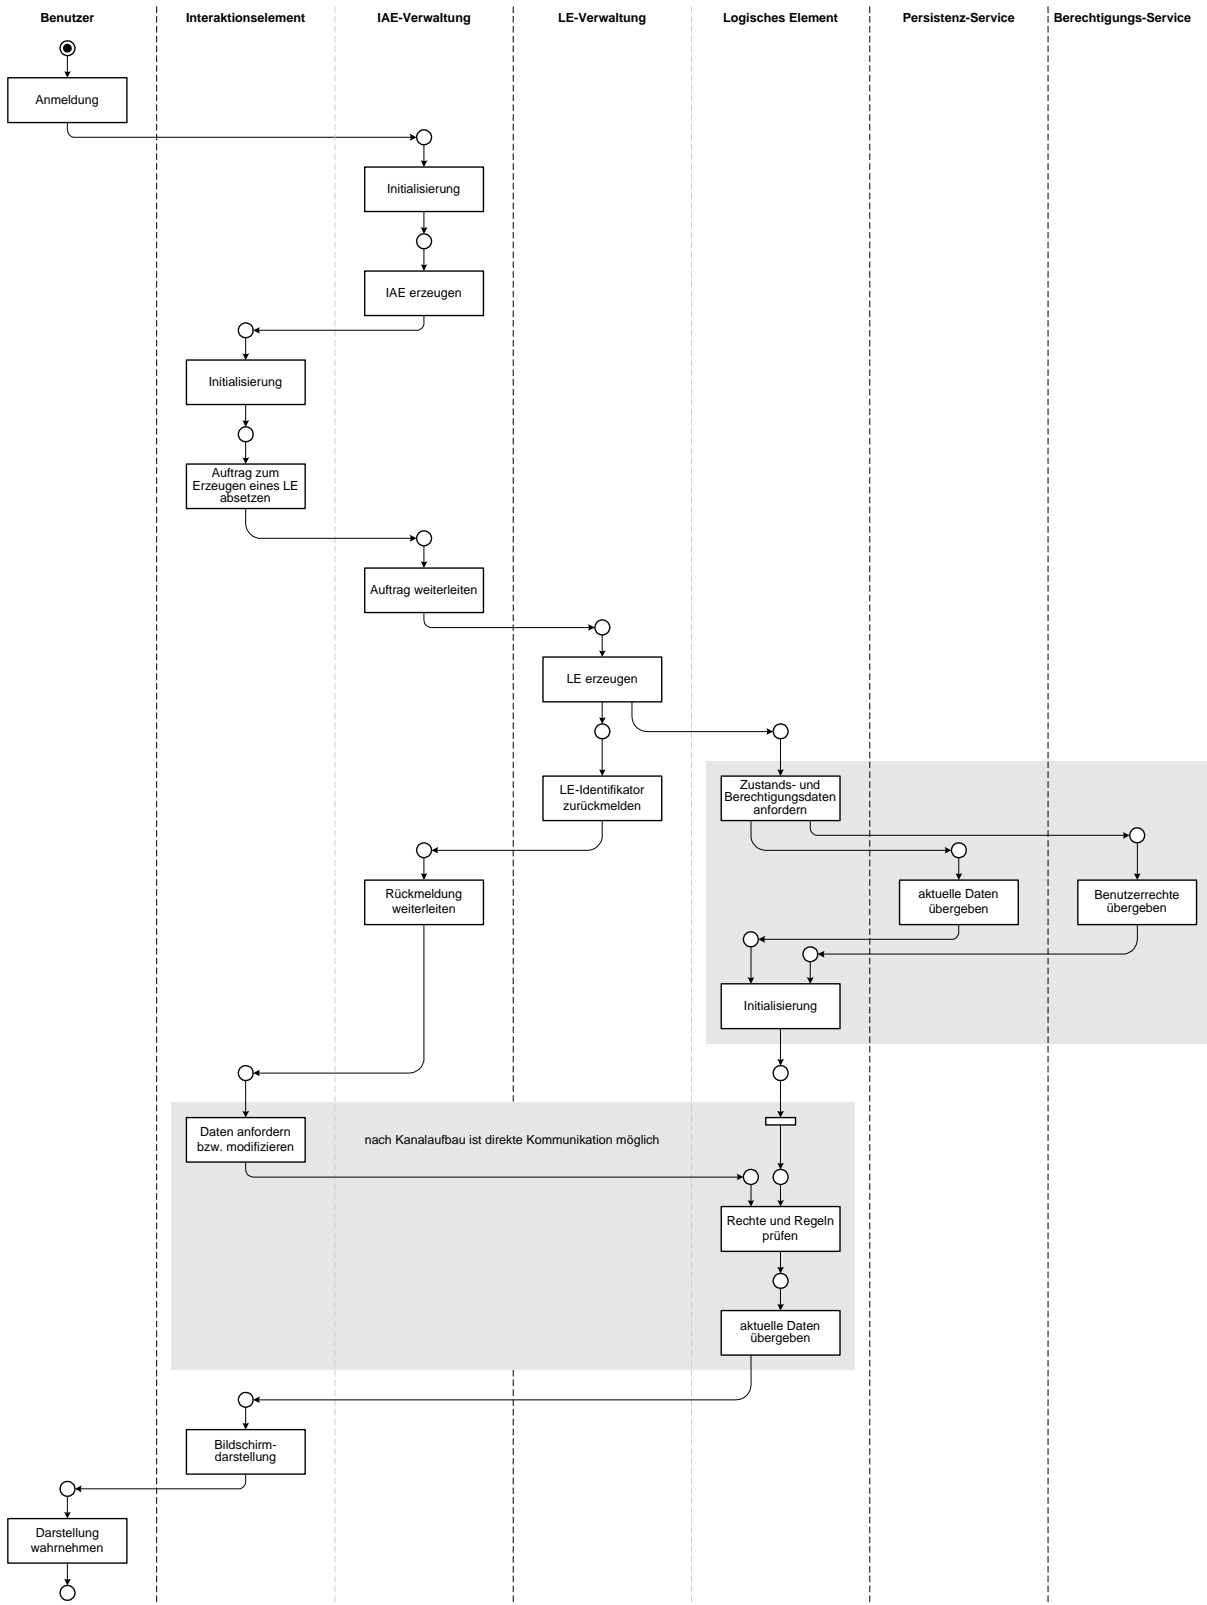 Benutzer
Interaktionselement
IAE-Verwaltung
LE-Verwaltung
Logisches Element
Persistenz-Service
Berechtigungs-Service
Anmeldung
Initialisierung
IAE erzeugen
Initialisierung
Auftrag zum
Erzeugen eines LE
absetzen
Auftrag weiterleiten
LE erzeugen
LE-Identifikator
zurückmelden
Zustands- und
Berechtigungsdaten
anfordern
Rückmeldung
weiterleiten
aktuelle Daten
übergeben
Benutzerrechte
übergeben
Initialisierung
Daten anfordern
bzw. modifizieren
nach Kanalaufbau ist direkte Kommunikation möglich
Rechte und Regeln
prüfen
aktuelle Daten
übergeben
Bildschirm-
darstellung
Darstellung
wahrnehmen